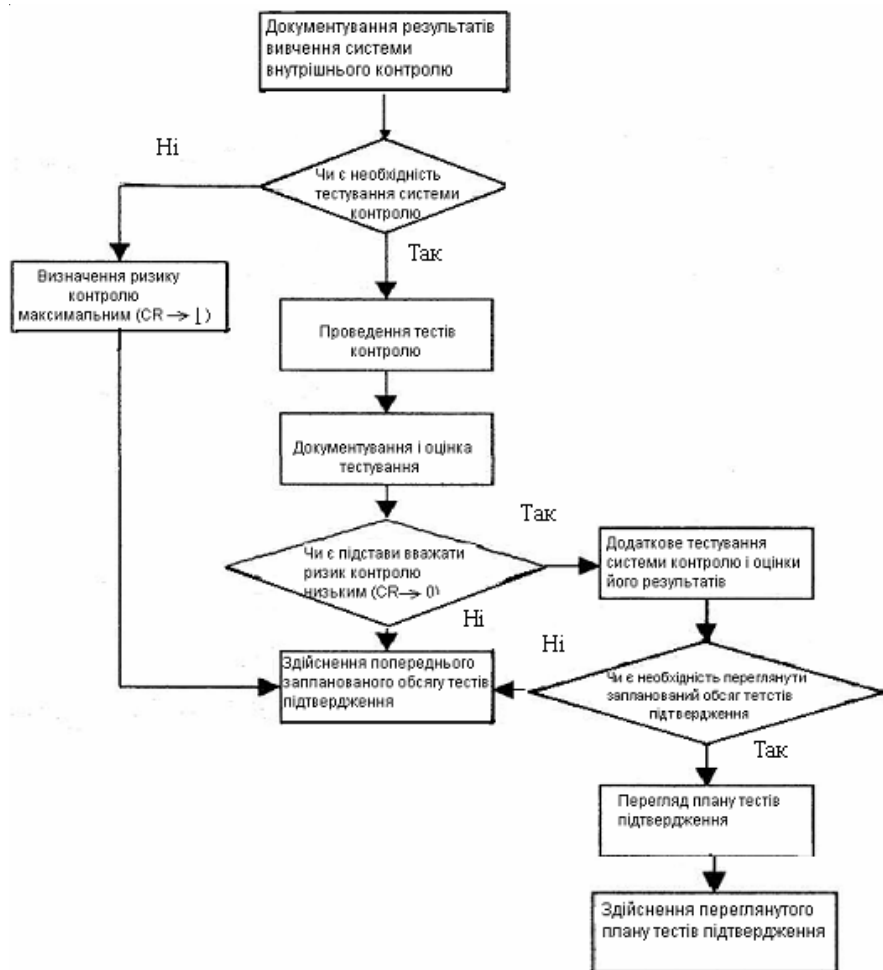 Документування результатів
вивчення системи
внутрішнього контролю
Ні
Чи є необхідність
тестування системи
контролю
Так
Визначення ризику
контролю
максимальним (CR → 1)
Проведення тестів
контролю
Документування і оцінка
тестування
Так
Чи є підстави вважати
ризик контролю
низьким (CR → 0)
Ні
Додаткове тестування
системи контролю і оцінки
його результатів
Ні
Здійснення попереднього
запланованого обсягу тестів
підтвердження
Чи є необхідність переглянути
запланований обсяг тетстів
підтвердження
Так
Перегляд плану тестів
підтвердження
Здійснення переглянутого
плану тестів підтвердження